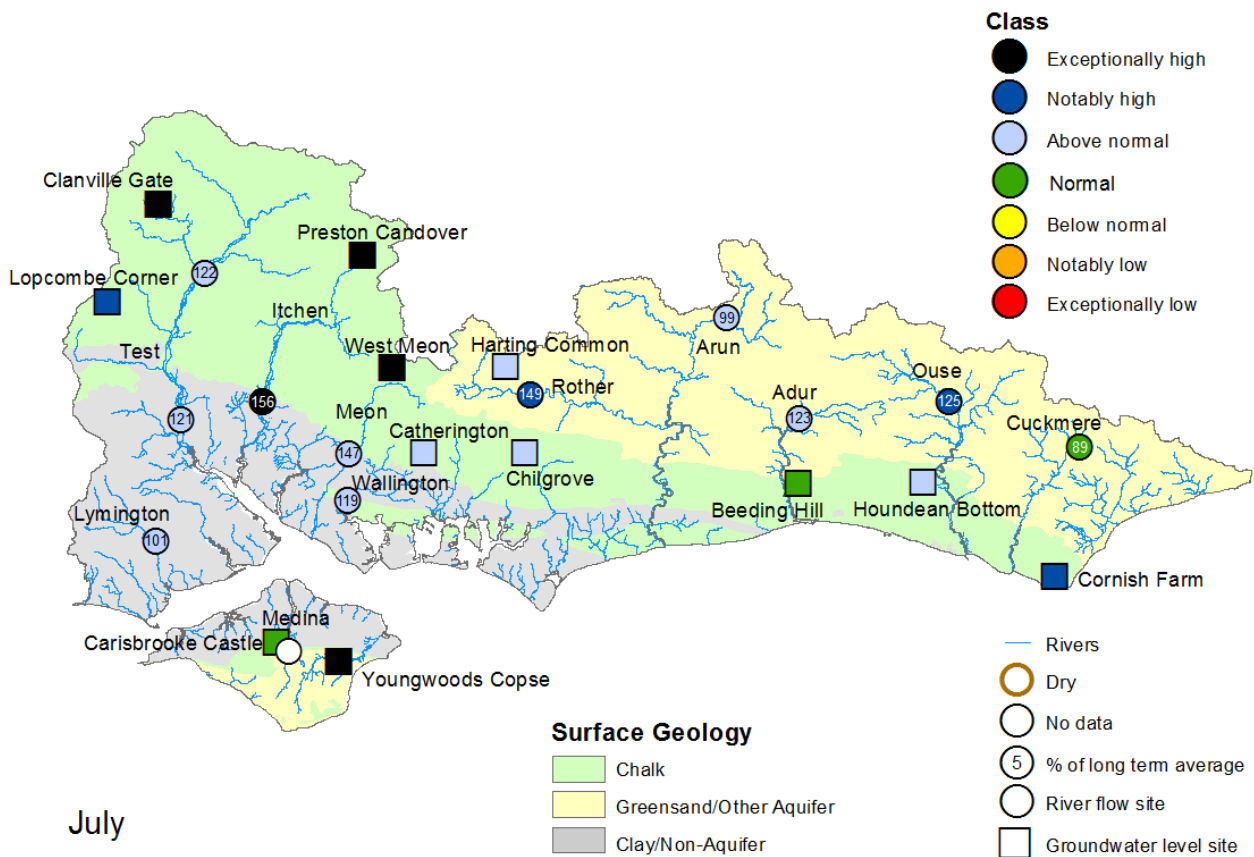 Class
Exceptionally high
Notably high
Above normal
Normal
Below normal
Notably low
Exceptionally low
Clanville Gate
Preston Candover
Lopcombe Corner
122
Itchen
Test
West Meon
Harting Common
99
Arun
Rother
149
156
121
Meon
147
Catherington
Chilgrove
Wallington
119
Adur
123
Ouse
125
Cuckmere
89
Beeding Hill
Houndean Bottom
Lymington
101
Cornish Farm
Medina
Carisbrooke Castle
Youngwoods Copse
Rivers
Dry
No data
5 % of long term average
River flow site
Groundwater level site
Surface Geology
Chalk
Greensand/Other Aquifer
Clay/Non-Aquifer
July